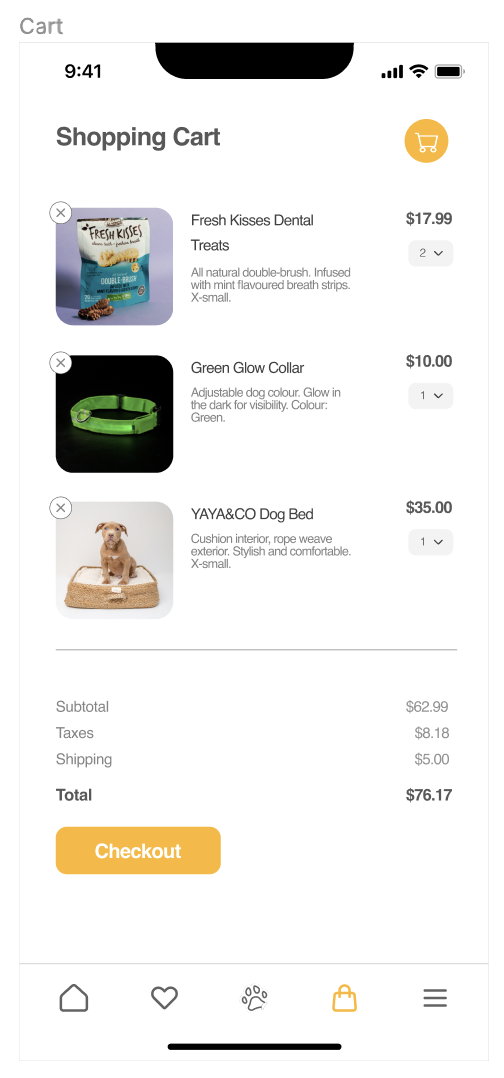 Cart
9:41
Shopping Cart
FRESH KISSES
DOUBLE-BRUSH
Fresh Kisses Dental
Treats
$17.99
2
All natural double-brush. Infused
with mint flavoured breath strips.
X-small.
Green Glow Collar
$10.00
1
Adjustable dog colour. Glow in
the dark for visibility. Colour:
Green.
YAYA&CO Dog Bed
$35.00
1
Cushion interior, rope weave
exterior. Stylish and comfortable.
X-small.
Subtotal $62.99
Taxes $8.18
Shipping $5.00
Total $76.17
Checkout